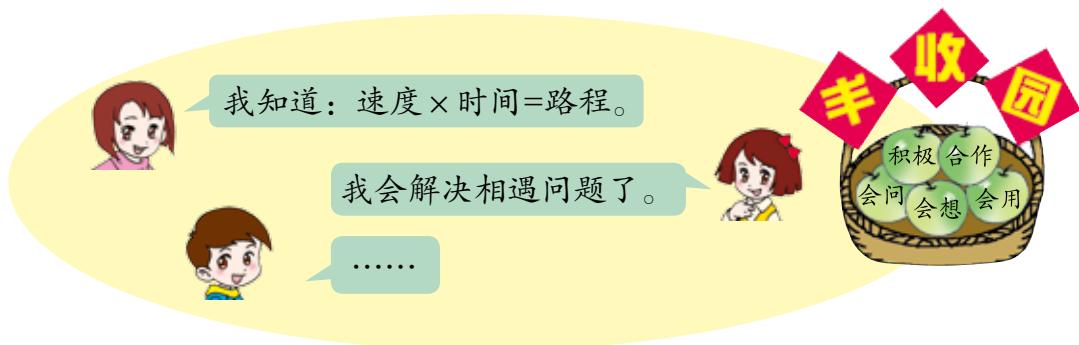 丰收园
我知道：速度×时间=路程。
积极 合作
我会解决相遇问题了。
会问 会想 会用
……